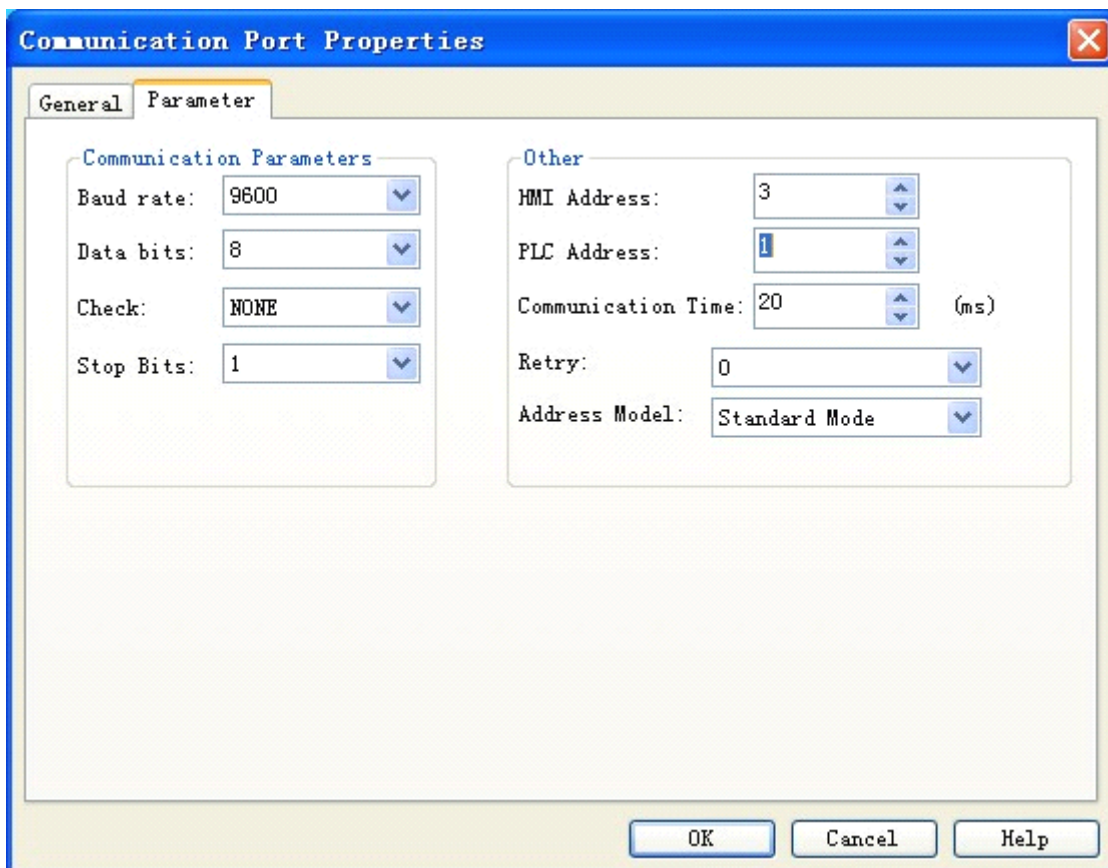 Communication Port Properties
General
Parameter
Communication Parameters
Baud rate: 9600
Data bits: 8
Check: NONE
Stop Bits: 1
Other
HMI Address: 3
PLC Address: 1
Communication Time: 20 (ms)
Retry: 0
Address Model: Standard Mode
OK
Cancel
Help